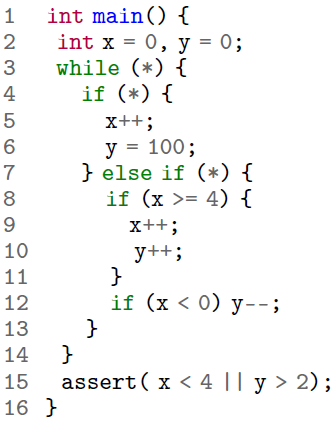 1 int main() {
2 int x = 0, y = 0;
3 while (*) {
4 if (*) {
5 x++;
6 y = 100;
7 } else if (*) {
8 if (x >= 4) {
9 x++;
10 y++;
11 }
12 if (x < 0) y--;
13 }
14 }
15 assert( x < 4 || y > 2);
16 }